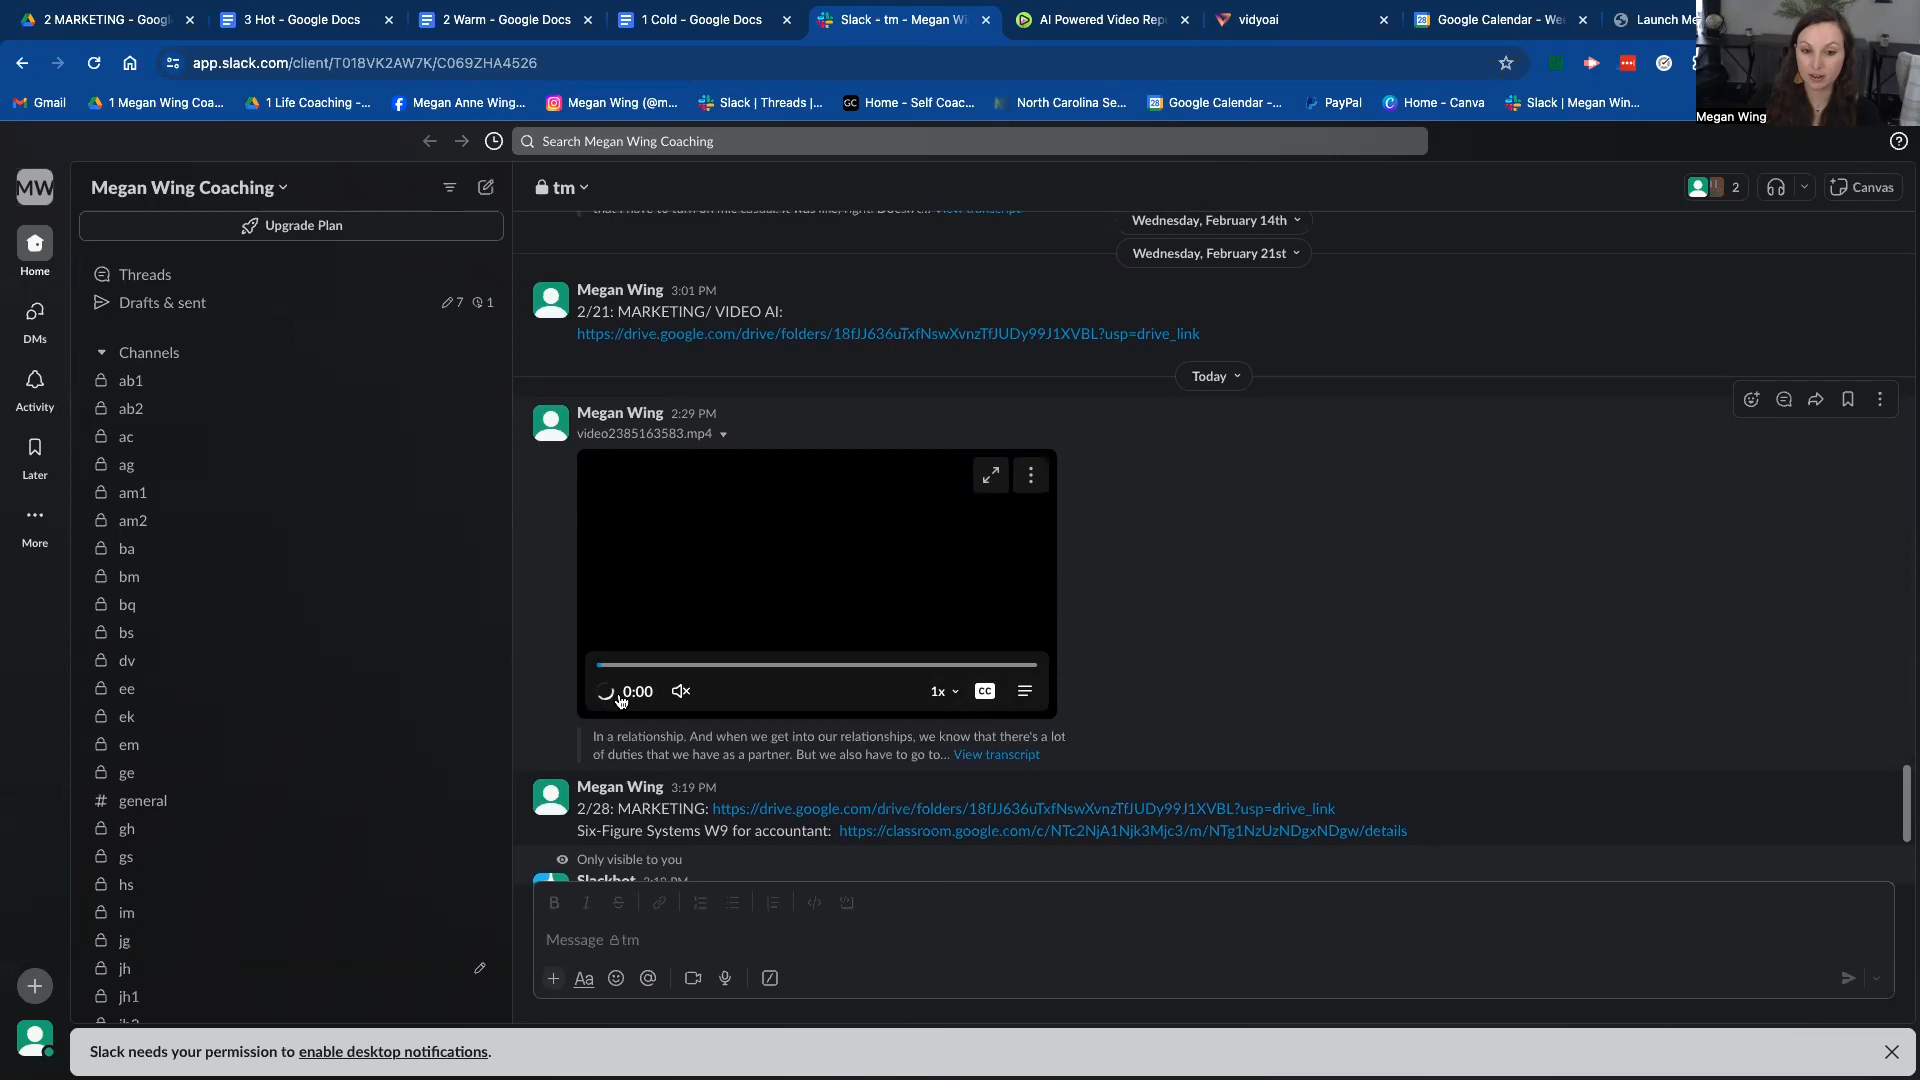 2 MARKETING - Googl
3 Hot - Google Docs
2 Warm - Google Docs
1 Cold - Google Docs
Slack - tm - Megan Wi
AI Powered Video Rep
vidyoai
Google Calendar - We
Launch Me
app.slack.com/client/T018VK2AW7K/C069ZHA4526
Gmail
1 Megan Wing Coa...
1 Life Coaching -...
Megan Anne Wing...
Megan Wing (@m...
Slack | Threads |...
Home - Self Coac...
North Carolina Se...
Google Calendar -...
PayPal
Home - Canva
Slack | Megan Win...
Megan Wing
Search Megan Wing Coaching
MW
Megan Wing Coaching
Upgrade Plan
Home
DMs
Activity
Later
More
Threads
Drafts & sent
7
1
Channels
ab1
ab2
ac
ag
am1
am2
ba
bm
bq
bs
dv
ee
ek
em
ge
# general
gh
gs
hs
im
jg
jh
jh1
tm
2
Canvas
Wednesday, February 14th
Wednesday, February 21st
Megan Wing 3:01 PM
2/21: MARKETING/ VIDEO AI:
https://drive.google.com/drive/folders/18fJJ636uTxfNswXvnzTfJUDy99J1XVBL?usp=drive_link
Today
Megan Wing 2:29 PM
video2385163583.mp4
0:00
1x
CC
In a relationship. And when we get into our relationships, we know that there's a lot
of duties that we have as a partner. But we also have to go to... View transcript
Megan Wing 3:19 PM
2/28: MARKETING: https://drive.google.com/drive/folders/18fJJ636uTxfNswXvnzTfJUDy99J1XVBL?usp=drive_link
Six-Figure Systems W9 for accountant: https://classroom.google.com/c/NTc2NjA1Njk3Mjc3/m/NTg1NzUzNDgxNDgw/details
Only visible to you
Slackbot
B I S
Message tm
Aa
Slack needs your permission to enable desktop notifications.